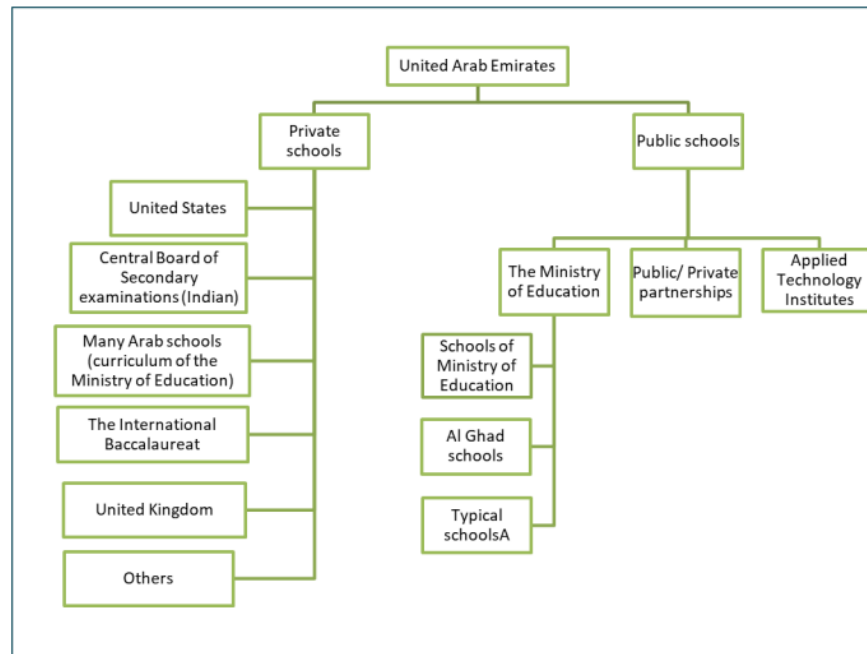 United Arab Emirates
Private
schools
Public schools
United States
Central Board of
Secondary
examinations (Indian)
Many Arab schools
(curriculum of the
Ministry of Education)
The International
Baccalaureat
United Kingdom
Others
The Ministry
of Education
Public/ Private
partnerships
Applied
Technology
Institutes
Schools of
Ministry of
Education
Al Ghad
schools
Typical
schoolsA